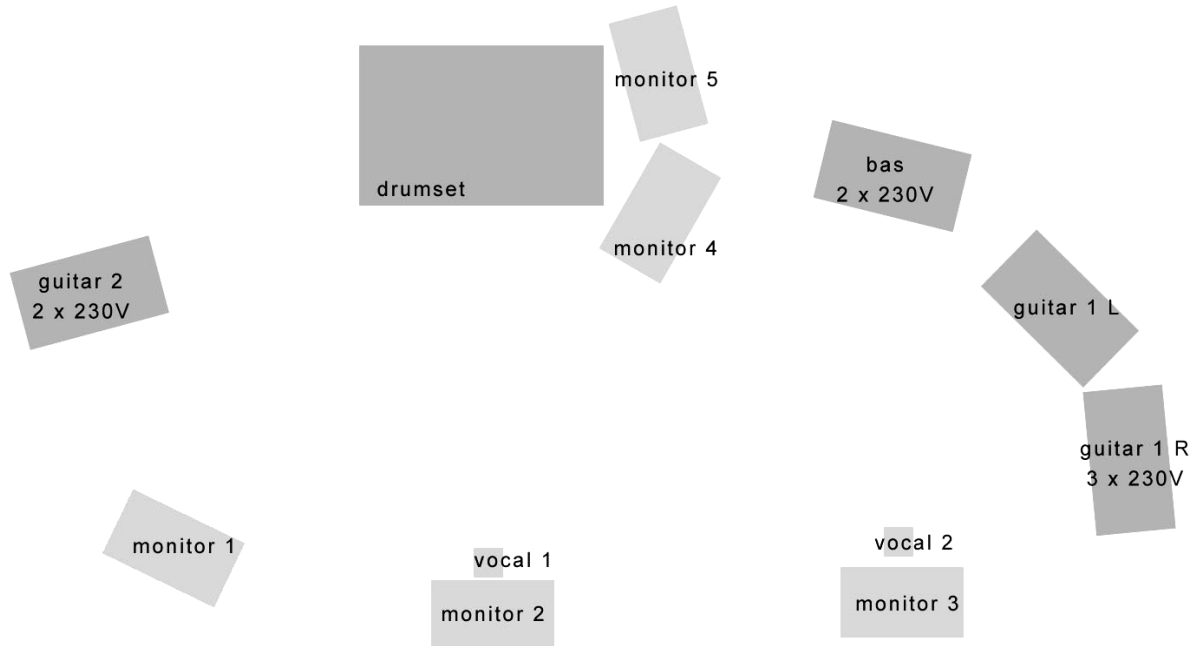 monitor 5
drumset
bas
2 x 230V
monitor 4
guitar 2
2 x 230V
guitar 1 L
guitar 1 R
3 x 230V
monitor 1
vocal 1
vocal 2
monitor 2
monitor 3